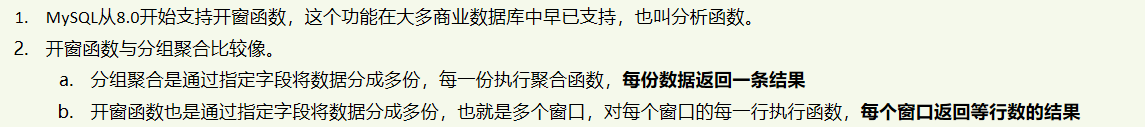 1. MySQL从8.0开始支持开窗函数，这个功能在大多商业数据库中早已支持，也叫分析函数。
2. 开窗函数与分组聚合比较像。
a. 分组聚合是通过指定字段将数据分成多份，每一份执行聚合函数，每份数据返回一条结果
b. 开窗函数也是通过指定字段将数据分成多份，也就是多个窗口，对每个窗口的每一行执行函数，每个窗口返回等行数的结果